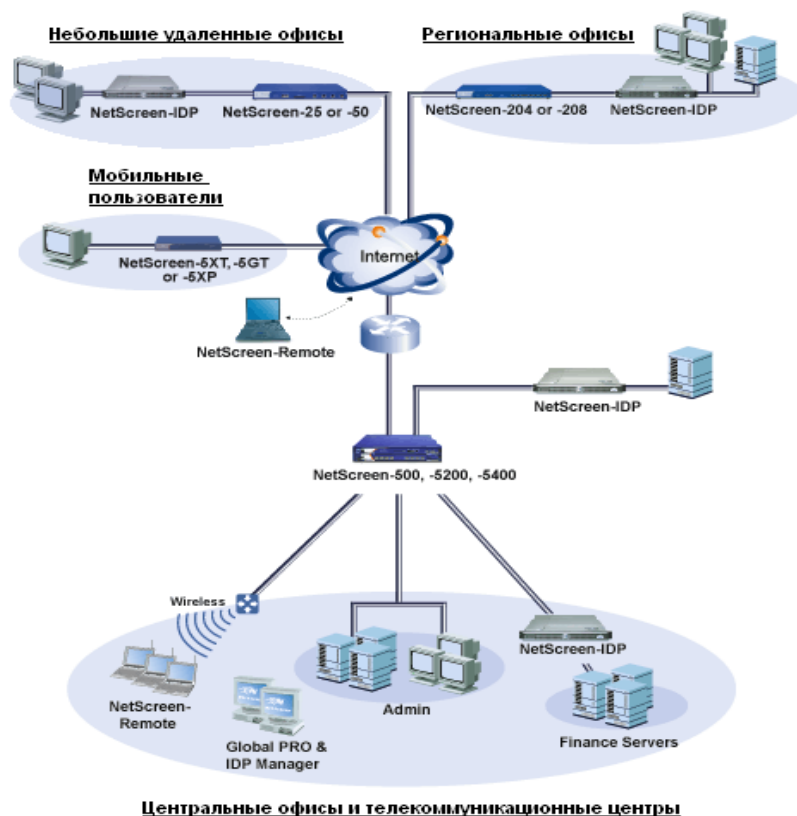 Небольшие удаленные офисы
Региональные офисы
NetScreen-IDP
NetScreen-25 or -50
NetScreen-204 or -208
NetScreen-IDP
Мобильные
пользователи
NetScreen-5XT, -5GT
or -5XP
Internet
NetScreen-Remote
NetScreen-IDP
NetScreen-500, -5200, -5400
Wireless
NetScreen-
Remote
Global PRO &
IDP Manager
Admin
NetScreen-IDP
Finance Servers
Центральные офисы и телекоммуникационные центры